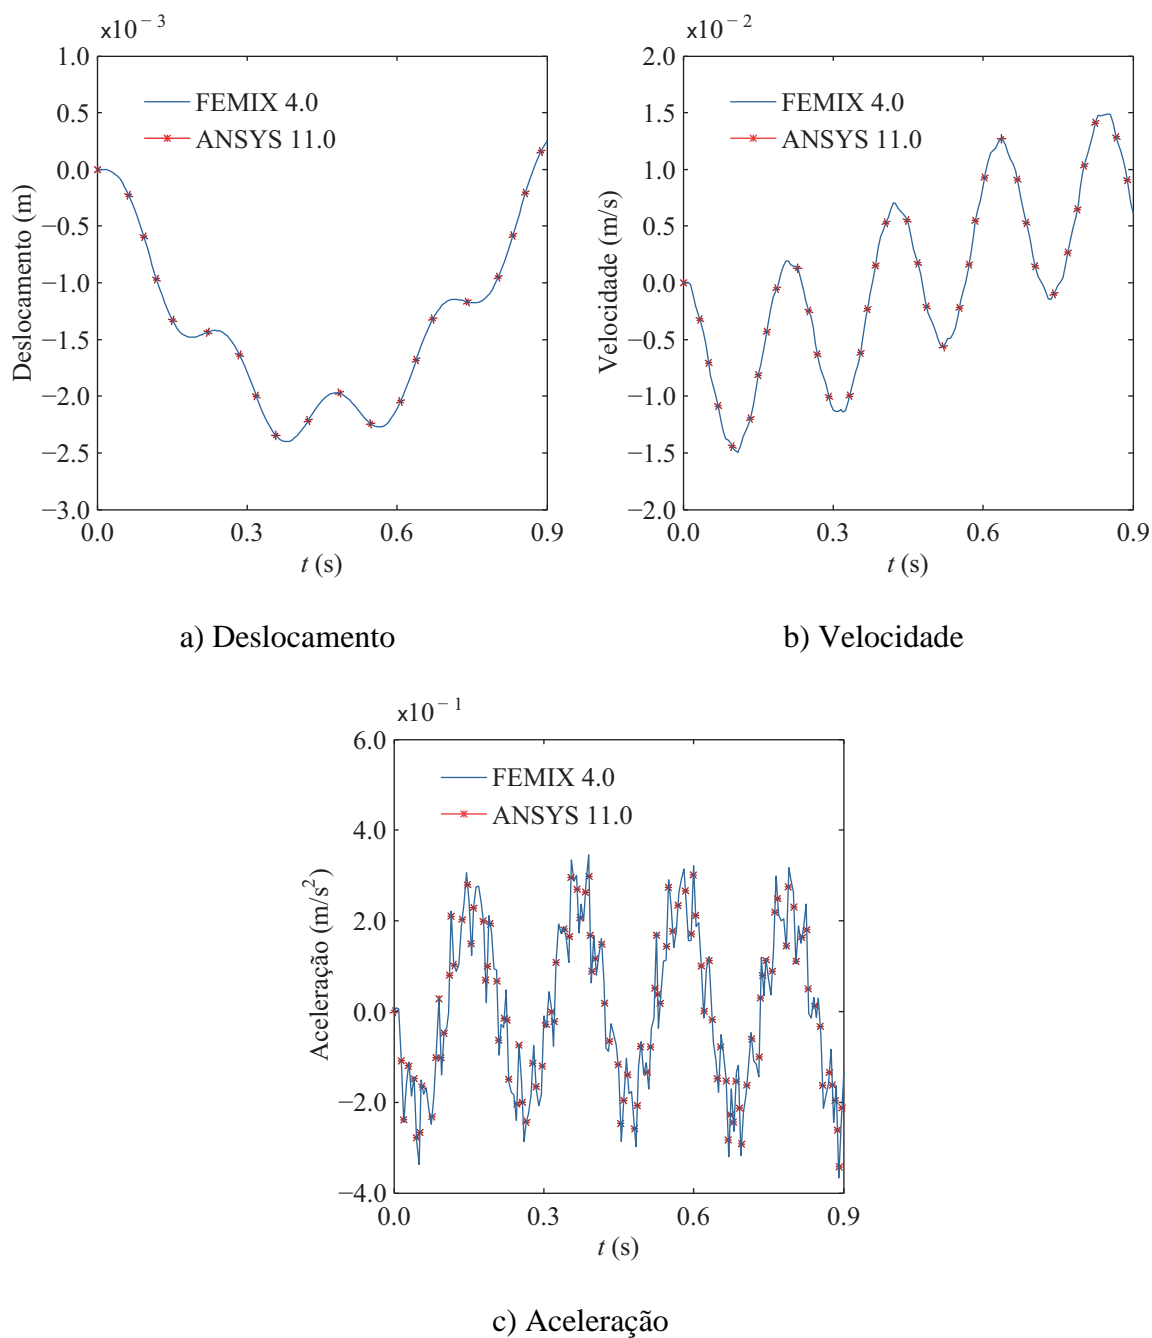 x10⁻³
1.0
0.5
0.0
−0.5
−1.0
−1.5
−2.0
−2.5
−3.0
Deslocamento (m)
FEMIX 4.0
ANSYS 11.0
0.0 0.3 0.6 0.9
t (s)
a) Deslocamento
x10⁻²
2.0
1.5
1.0
0.5
0.0
−0.5
−1.0
−1.5
−2.0
Velocidade (m/s)
FEMIX 4.0
ANSYS 11.0
0.0 0.3 0.6 0.9
t (s)
b) Velocidade
x10⁻¹
6.0
4.0
2.0
0.0
−2.0
−4.0
Aceleração (m/s²)
FEMIX 4.0
ANSYS 11.0
0.0 0.3 0.6 0.9
t (s)
c) Aceleração